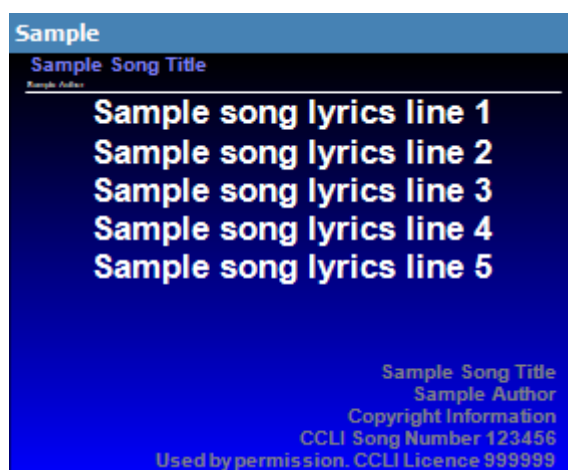 Sample
Sample Song Title
Sample Author
Sample song lyrics line 1
Sample song lyrics line 2
Sample song lyrics line 3
Sample song lyrics line 4
Sample song lyrics line 5
Sample Song Title
Sample Author
Copyright Information
CCLI Song Number 123456
Used by permission. CCLI Licence 999999